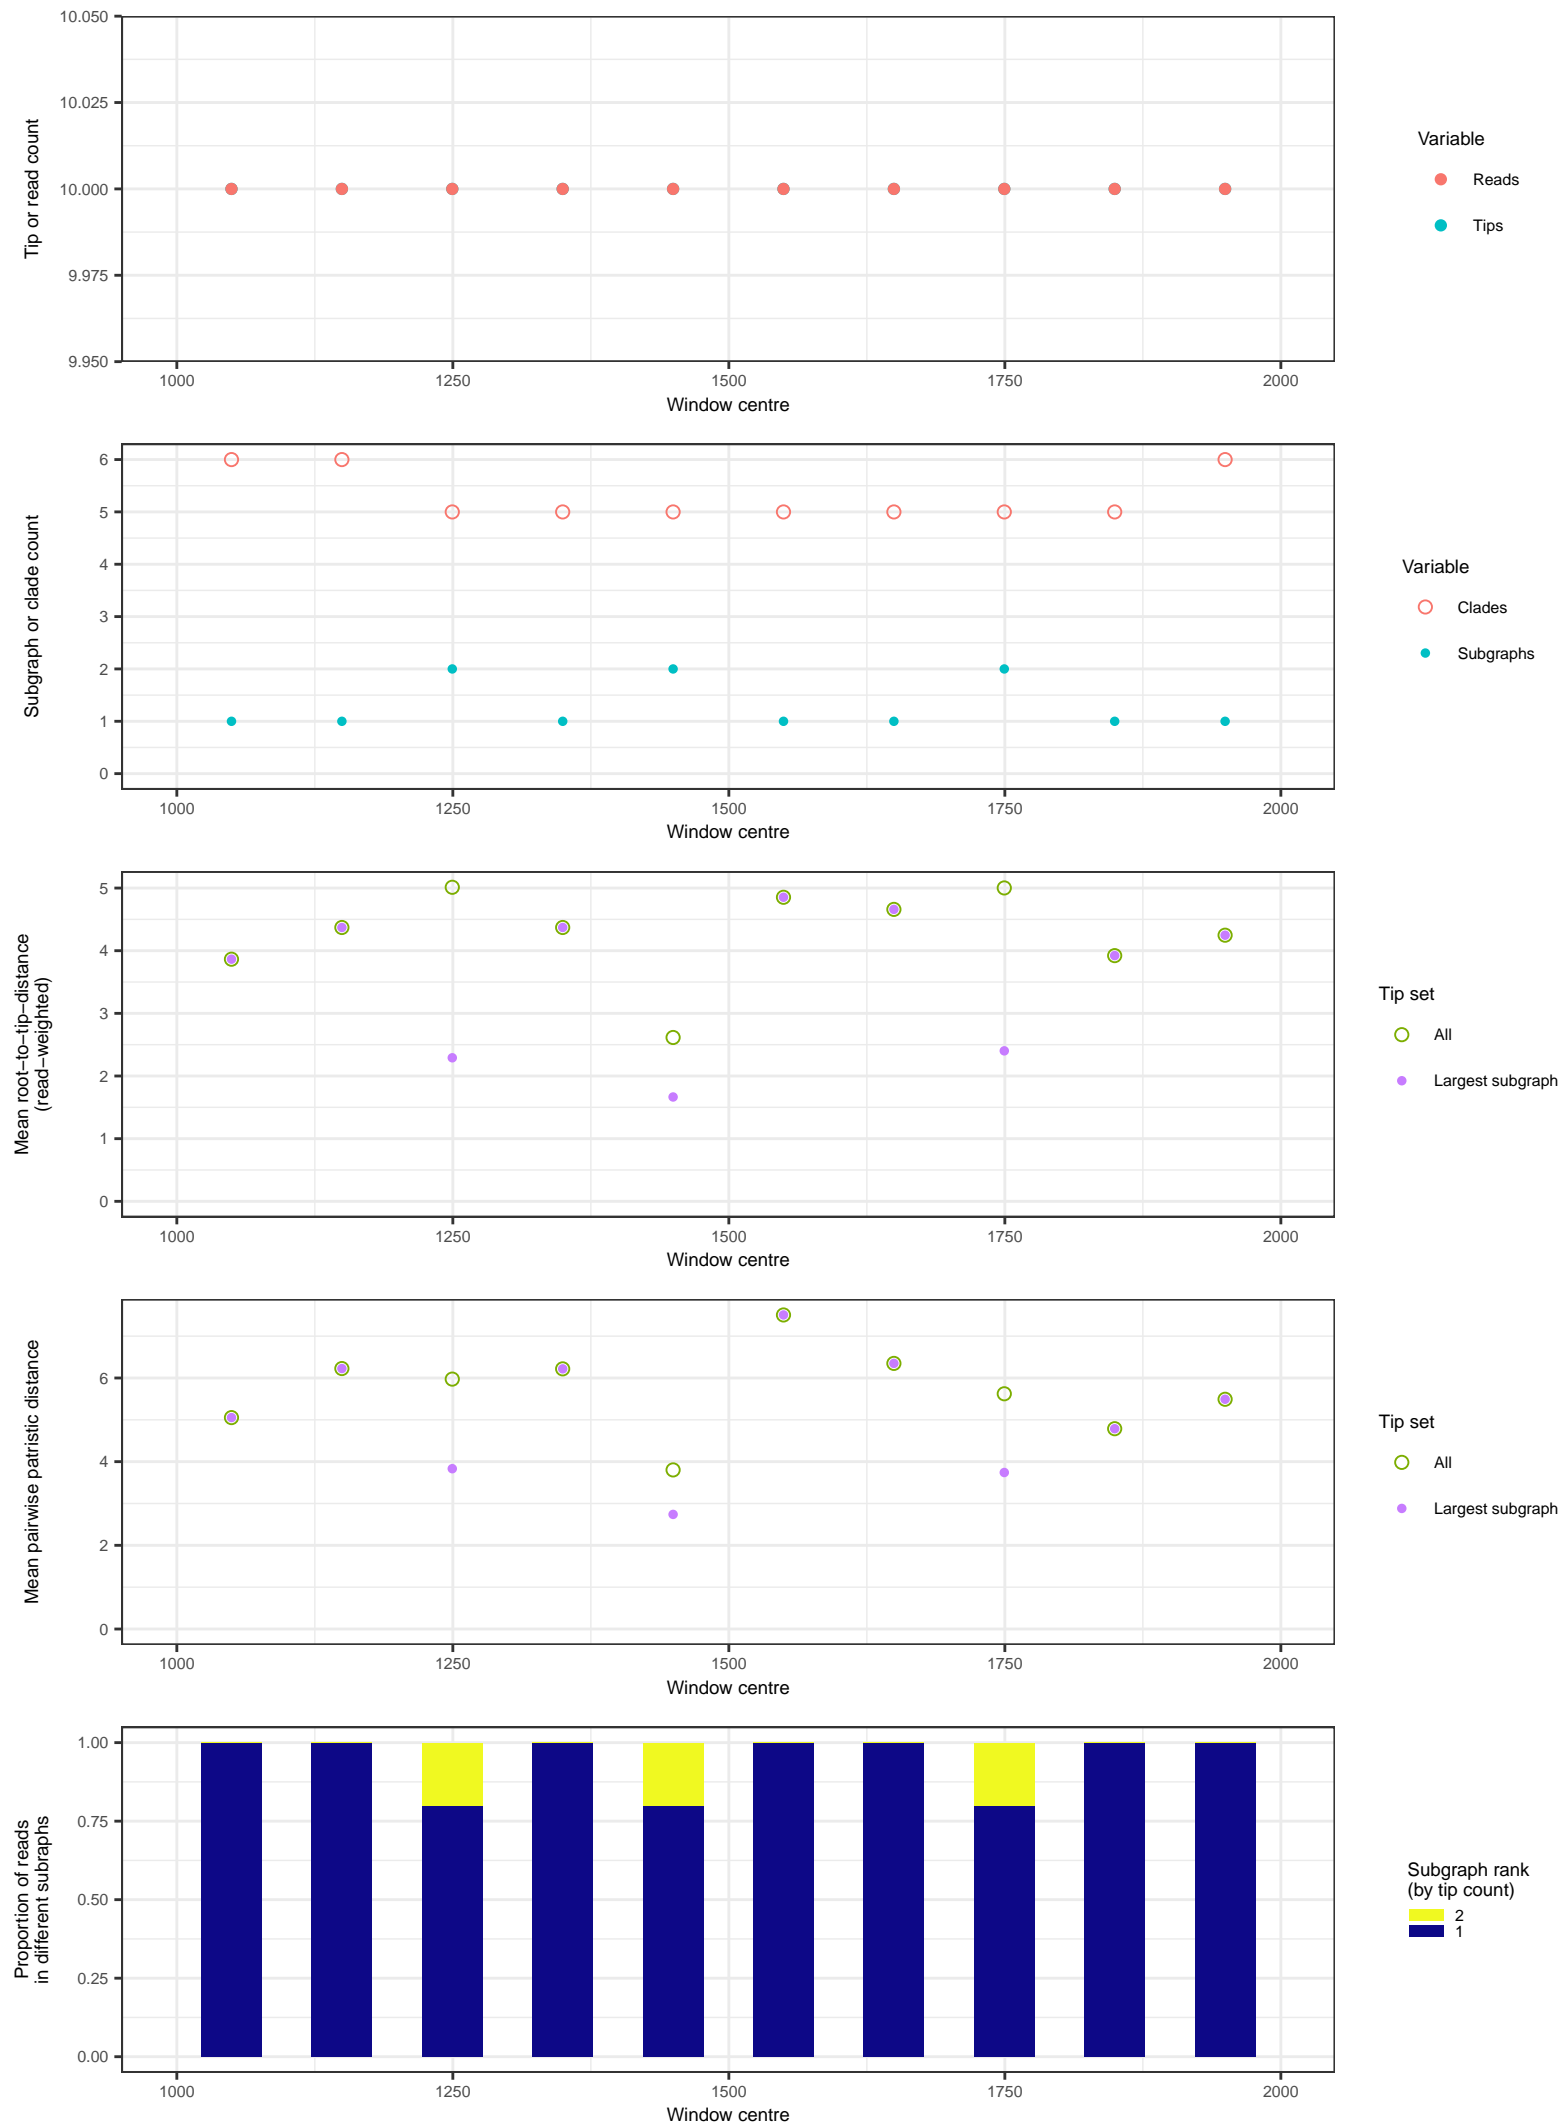 Tip or read count
10.050
10.025
10.000
9.975
9.950
1000 1250 1500 1750 2000
Window centre
Variable
Reads
Tips
Subgraph or clade count
6
5
4
3
2
1
0
1000 1250 1500 1750 2000
Window centre
Variable
Clades
Subgraphs
Mean root−to−tip−distance
(read−weighted)
5
4
3
2
1
0
1000 1250 1500 1750 2000
Window centre
Tip set
All
Largest subgraph
Mean pairwise patristic distance
6
4
2
0
1000 1250 1500 1750 2000
Window centre
Tip set
All
Largest subgraph
Proportion of reads
in different subraphs
1.00
0.75
0.50
0.25
0.00
1000 1250 1500 1750 2000
Window centre
Subgraph rank
(by tip count)
2
1